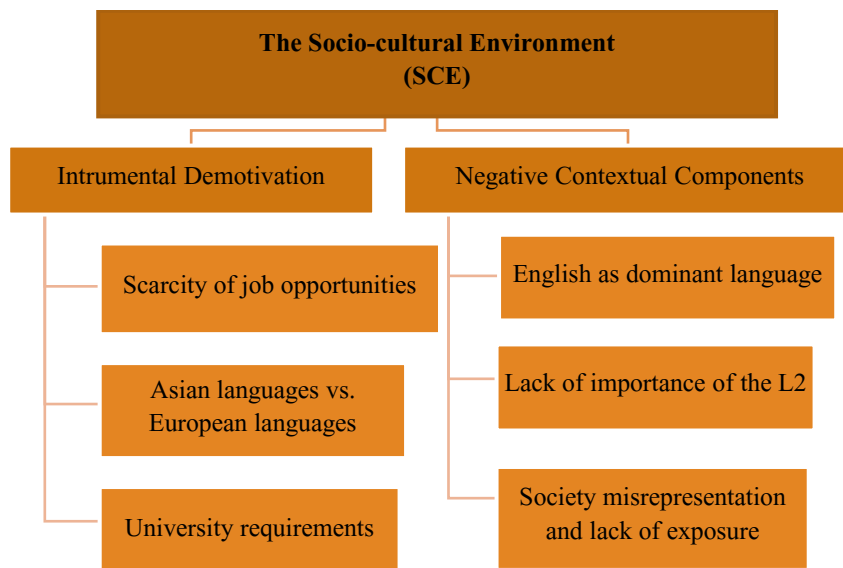 The Socio-cultural Environment
(SCE)
Intrumental Demotivation
Scarcity of job opportunities
Asian languages vs.
European languages
University requirements
Negative Contextual Components
English as dominant language
Lack of importance of the L2
Society misrepresentation
and lack of exposure